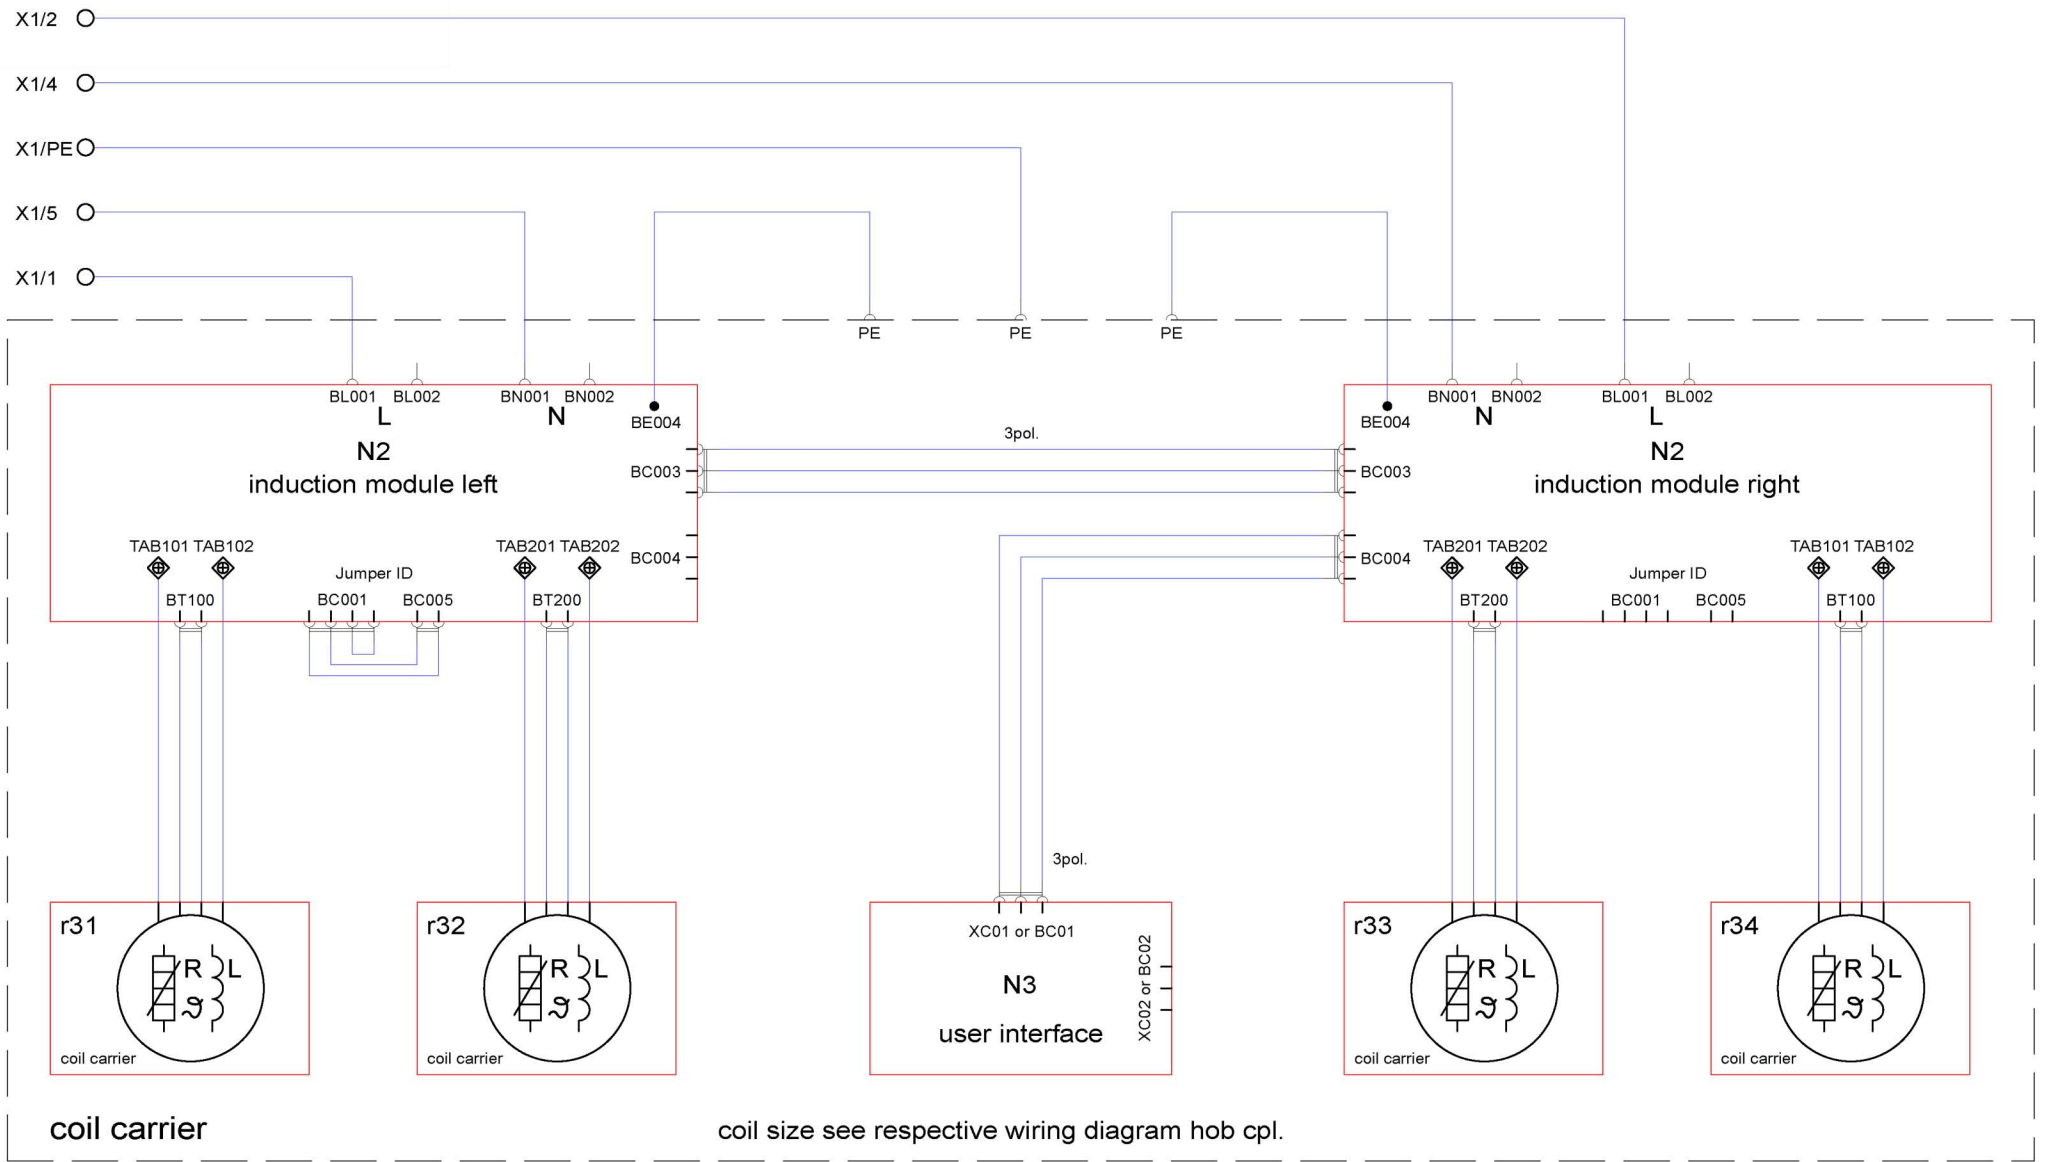 X1/2
X1/4
X1/PE
X1/5
X1/1
PE PE PE
BL001 BL002 BN001 BN002
L N
BE004
N2
induction module left
BC003
BC004
TAB101 TAB102
TAB201 TAB202
Jumper ID
BT100
BC001 BC005
BT200
3pol.
BN001 BN002 BL001 BL002
N L
BE004
N2
induction module right
BC003
BC004
TAB201 TAB202
TAB101 TAB102
Jumper ID
BT200
BC001 BC005
BT100
3pol.
r31
R L
ϑ
coil carrier
r32
R L
ϑ
coil carrier
XC01 or BC01
XC02 or BC02
N3
user interface
r33
R L
ϑ
coil carrier
r34
R L
ϑ
coil carrier
coil carrier
coil size see respective wiring diagram hob cpl.